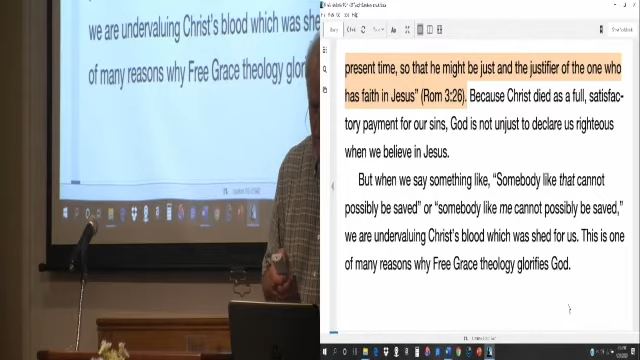 we are undervaluing Christ's blood which was shed f
of many reasons why Free Grace theology glori
present time, so that he might be just and the justifier of the one who
has faith in Jesus" (Rom 3:26). Because Christ died as a full, satisfac-
tory payment for our sins, God is not unjust to declare us righteous
when we believe in Jesus.
But when we say something like, "Somebody like that cannot
possibly be saved" or "somebody like me cannot possibly be saved,"
we are undervaluing Christ's blood which was shed for us. This is one
of many reasons why Free Grace theology glorifies God.